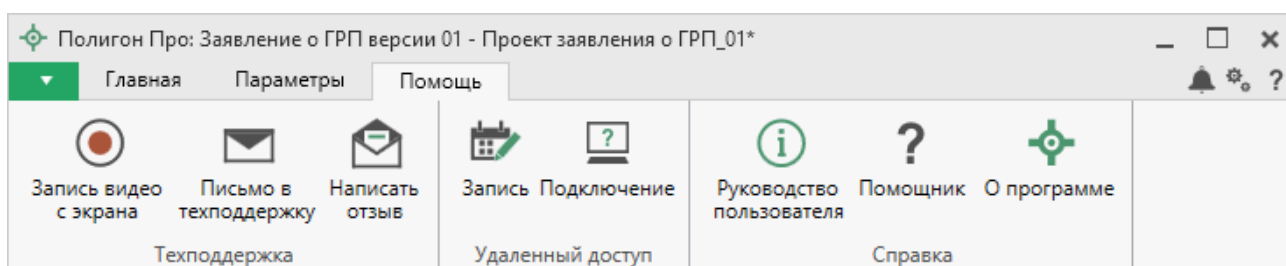 Полигон Про: Заявление о ГРП версии 01 - Проект заявления о ГРП_01*
Главная Параметры Помощь ?
Запись видео с экрана
Письмо в техподдержку
Написать отзыв
? Запись Подключение
Руководство пользователя
? Помощник
О программе
Техподдержка Удаленный доступ Справка